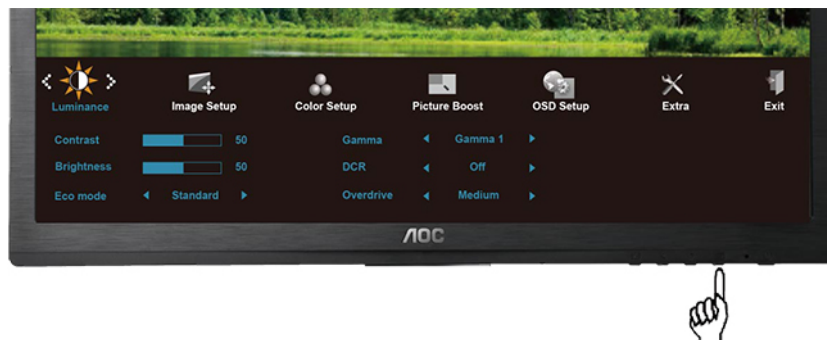 Luminance Image Setup Color Setup Picture Boost OSD Setup Extra Exit
Contrast 50 Gamma Gamma 1
Brightness 50 DCR Off
Eco mode Standard Overdrive Medium
AOC